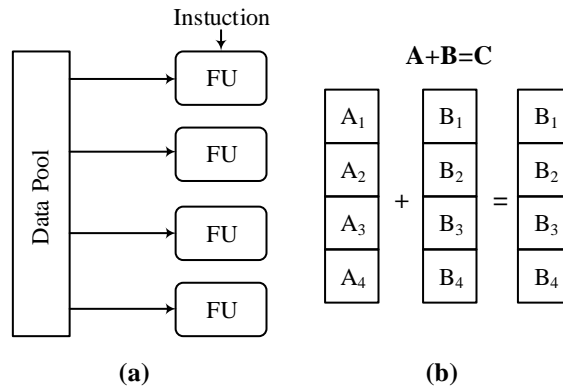 Instuction
FU
FU
FU
FU
Data Pool
(a)
A+B=C
A1 B1 B1
A2 B2 B2
+ =
A3 B3 B3
A4 B4 B4
(b)